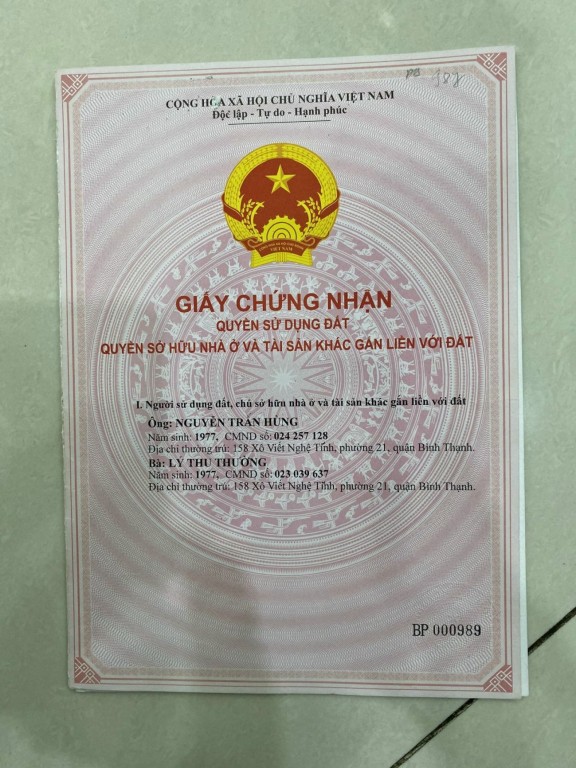 PB 787
CỘNG HÒA XÃ HỘI CHỦ NGHĨA VIỆT NAM
Độc lập - Tự do - Hạnh phúc
VIỆT NAM
GIẤY CHỨNG NHẬN
QUYỀN SỬ DỤNG ĐẤT
QUYỀN SỞ HỮU NHÀ Ở VÀ TÀI SẢN KHÁC GẮN LIỀN VỚI ĐẤT
I. Người sử dụng đất, chủ sở hữu nhà ở và tài sản khác gắn liền với đất
Ông: NGUYỄN TRẦN HÙNG
Năm sinh: 1977, CMND số: 024 257 128
Địa chỉ thường trú: 158 Xô Viết Nghệ Tĩnh, phường 21, quận Bình Thạnh.
Bà: LÝ THU THƯỜNG
Năm sinh: 1977, CMND số: 023 039 637
Địa chỉ thường trú: 158 Xô Viết Nghệ Tĩnh, phường 21, quận Bình Thạnh.
BP 000989